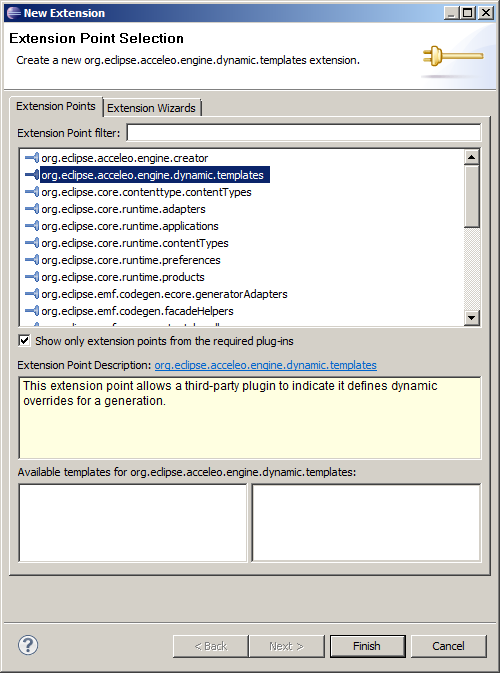 New Extension
Extension Point Selection
Create a new org.eclipse.acceleo.engine.dynamic.templates extension.
Extension Points
Extension Wizards
Extension Point filter:
org.eclipse.acceleo.engine.creator
org.eclipse.acceleo.engine.dynamic.templates
org.eclipse.core.contenttype.contentTypes
org.eclipse.core.runtime.adapters
org.eclipse.core.runtime.applications
org.eclipse.core.runtime.contentTypes
org.eclipse.core.runtime.preferences
org.eclipse.core.runtime.products
org.eclipse.emf.codegen.ecore.generatorAdapters
org.eclipse.emf.codegen.facadeHelpers
Show only extension points from the required plug-ins
Extension Point Description: org.eclipse.acceleo.engine.dynamic.templates
This extension point allows a third-party plugin to indicate it defines dynamic
overrides for a generation.
Available templates for org.eclipse.acceleo.engine.dynamic.templates:
?
< Back
Next >
Finish
Cancel